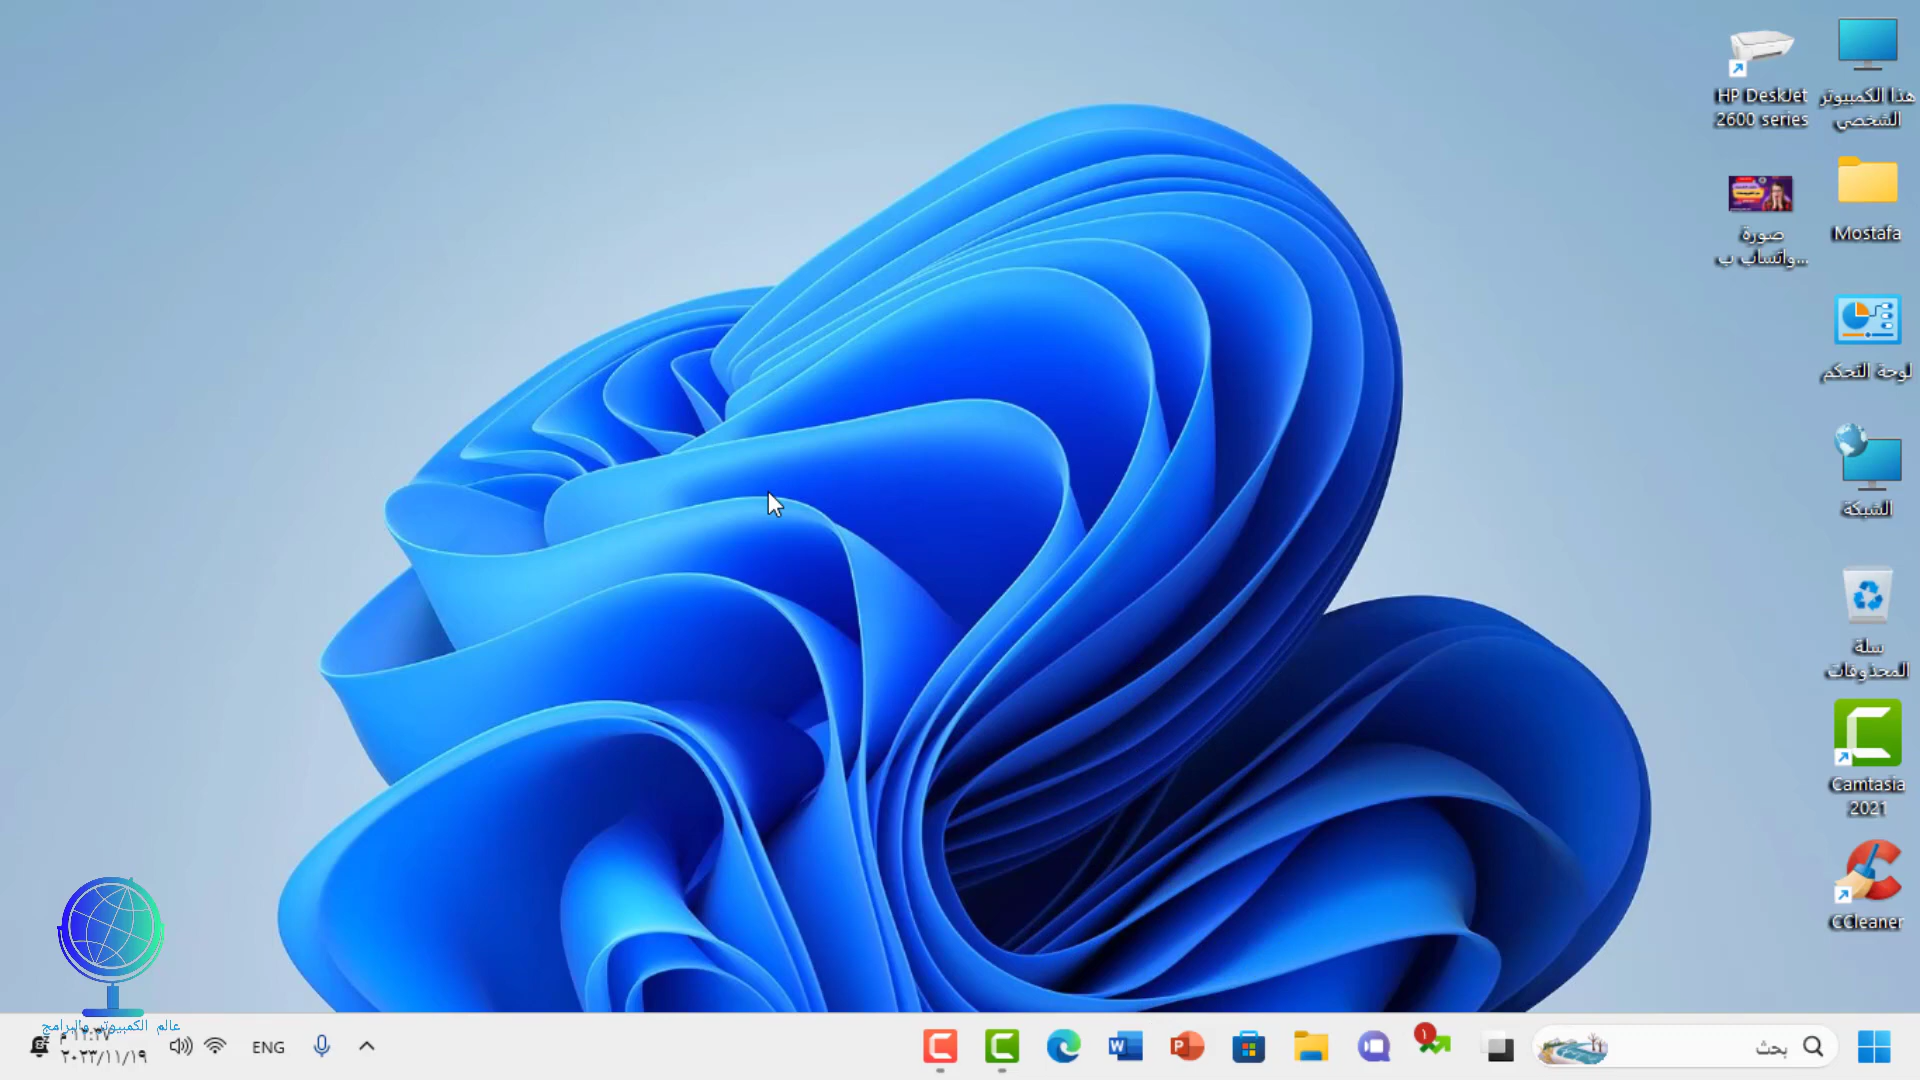 HP DeskJet
2600 series
هذا الكمبيوتر
الشخصي
صورة
واتساب ب...
Mostafa
لوحة التحكم
الشبكة
سلة
المحذوفات
Camtasia
2021
CCleaner
عالم الكمبيوتر والبرامج
٢٠٢٣/١١/١٩
ENG
بحث